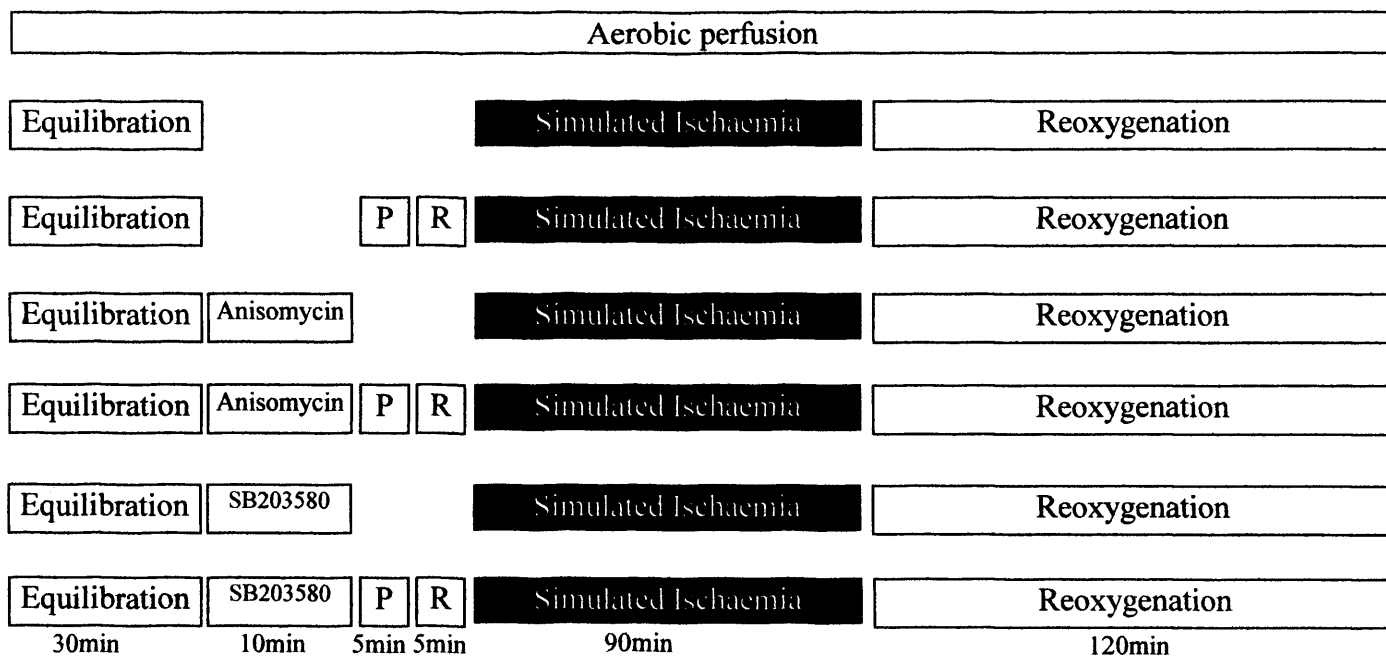 Aerobic perfusion
Equilibration Simulated Ischaemia Reoxygenation
Equilibration P R Simulated Ischaemia Reoxygenation
Equilibration Anisomycin Simulated Ischaemia Reoxygenation
Equilibration Anisomycin P R Simulated Ischaemia Reoxygenation
Equilibration SB203580 Simulated Ischaemia Reoxygenation
Equilibration SB203580 P R Simulated Ischaemia Reoxygenation
30min 10min 5min 5min 90min 120min